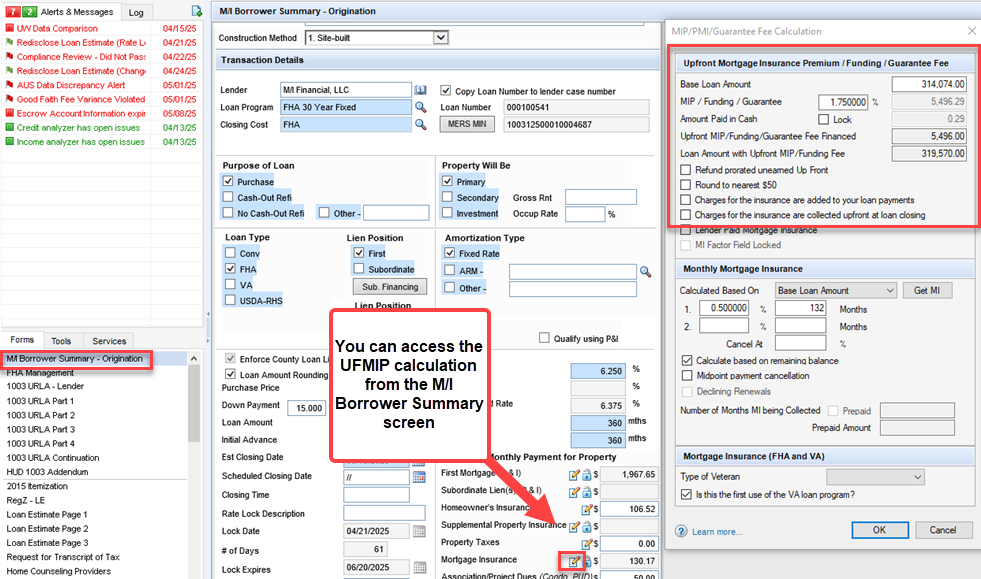 7 2 Alerts & Messages Log
UW Data Comparison 04/15/25
Redisclose Loan Estimate (Rate L 04/21/25
Compliance Review - Did Not Pass 04/22/25
Redisclose Loan Estimate (Change 04/24/25
AUS Data Discrepancy Alert 05/01/25
Good Faith Fee Variance Violated 05/01/25
Escrow Account Information expir 05/08/25
Credit analyzer has open issues 04/13/25
Income analyzer has open issues 04/13/25
Forms Tools Services
M/I Borrower Summary - Origination
FHA Management
1003 URLA - Lender
1003 URLA Part 1
1003 URLA Part 2
1003 URLA Part 3
1003 URLA Part 4
1003 URLA Continuation
HUD 1003 Addendum
2015 Itemization
RegZ - LE
Loan Estimate Page 1
Loan Estimate Page 2
Loan Estimate Page 3
Request for Transcript of Tax
Home Counseling Providers
M/I Borrower Summary - Origination
Construction Method 1. Site-built
Transaction Details
Lender M/I Financial, LLC Copy Loan Number to lender case number
Loan Program FHA 30 Year Fixed Loan Number 000100541
Closing Cost FHA MERS MIN 100312500010004687
Purpose of Loan Property Will Be
Purchase Primary
Cash-Out Refi Secondary Gross Rnt
No Cash-Out Refi Other - Investment Occup Rate %
Loan Type Lien Position Amortization Type
Conv First Fixed Rate
FHA Subordinate ARM -
VA Sub. Financing Other -
USDA-RHS Lien Position
Qualify using P&I
Enforce County Loan Li 6.250 %
Loan Amount Rounding %
Purchase Price
Down Payment 15.000 d Rate 6.375 %
Loan Amount 360 mths
Initial Advance 360 mths
Est Closing Date onthly Payment for Property
Scheduled Closing Date // First Mortgage & I) $ 1,967.65
Closing Time Subordinate Lien(s & I) $
Homeowner's Insuran $ 106.52
Rate Lock Description Supplemental Property Insurance $
Lock Date 04/21/2025 Property Taxes $ 0.00
# of Days 61 Mortgage Insurance $ 130.17
Lock Expires 06/20/2025 Association/Project Dues (Condo, PUD) $ 50.00
You can access the
UFMIP calculation
from the M/I
Borrower Summary
screen
MIP/PMI/Guarantee Fee Calculation
Upfront Mortgage Insurance Premium / Funding / Guarantee Fee
Base Loan Amount 314,074.00
MIP / Funding / Guarantee 1.750000 % 5,496.29
Amount Paid in Cash Lock 0.29
Upfront MIP/Funding/Guarantee Fee Financed 5,496.00
Loan Amount with Upfront MIP/Funding Fee 319,570.00
Refund prorated unearned Up Front
Round to nearest $50
Charges for the insurance are added to your loan payments
Charges for the insurance are collected upfront at loan closing
Lender Paid Mortgage Insurance
MI Factor Field Locked
Monthly Mortgage Insurance
Calculated Based On Base Loan Amount Get MI
1. 0.500000 % 132 Months
2. % Months
Cancel At %
Calculate based on remaining balance
Midpoint payment cancellation
Declining Renewals
Number of Months MI being Collected Prepaid
Prepaid Amount
Mortgage Insurance (FHA and VA)
Type of Veteran
Is this the first use of the VA loan program?
Learn more... OK Cancel